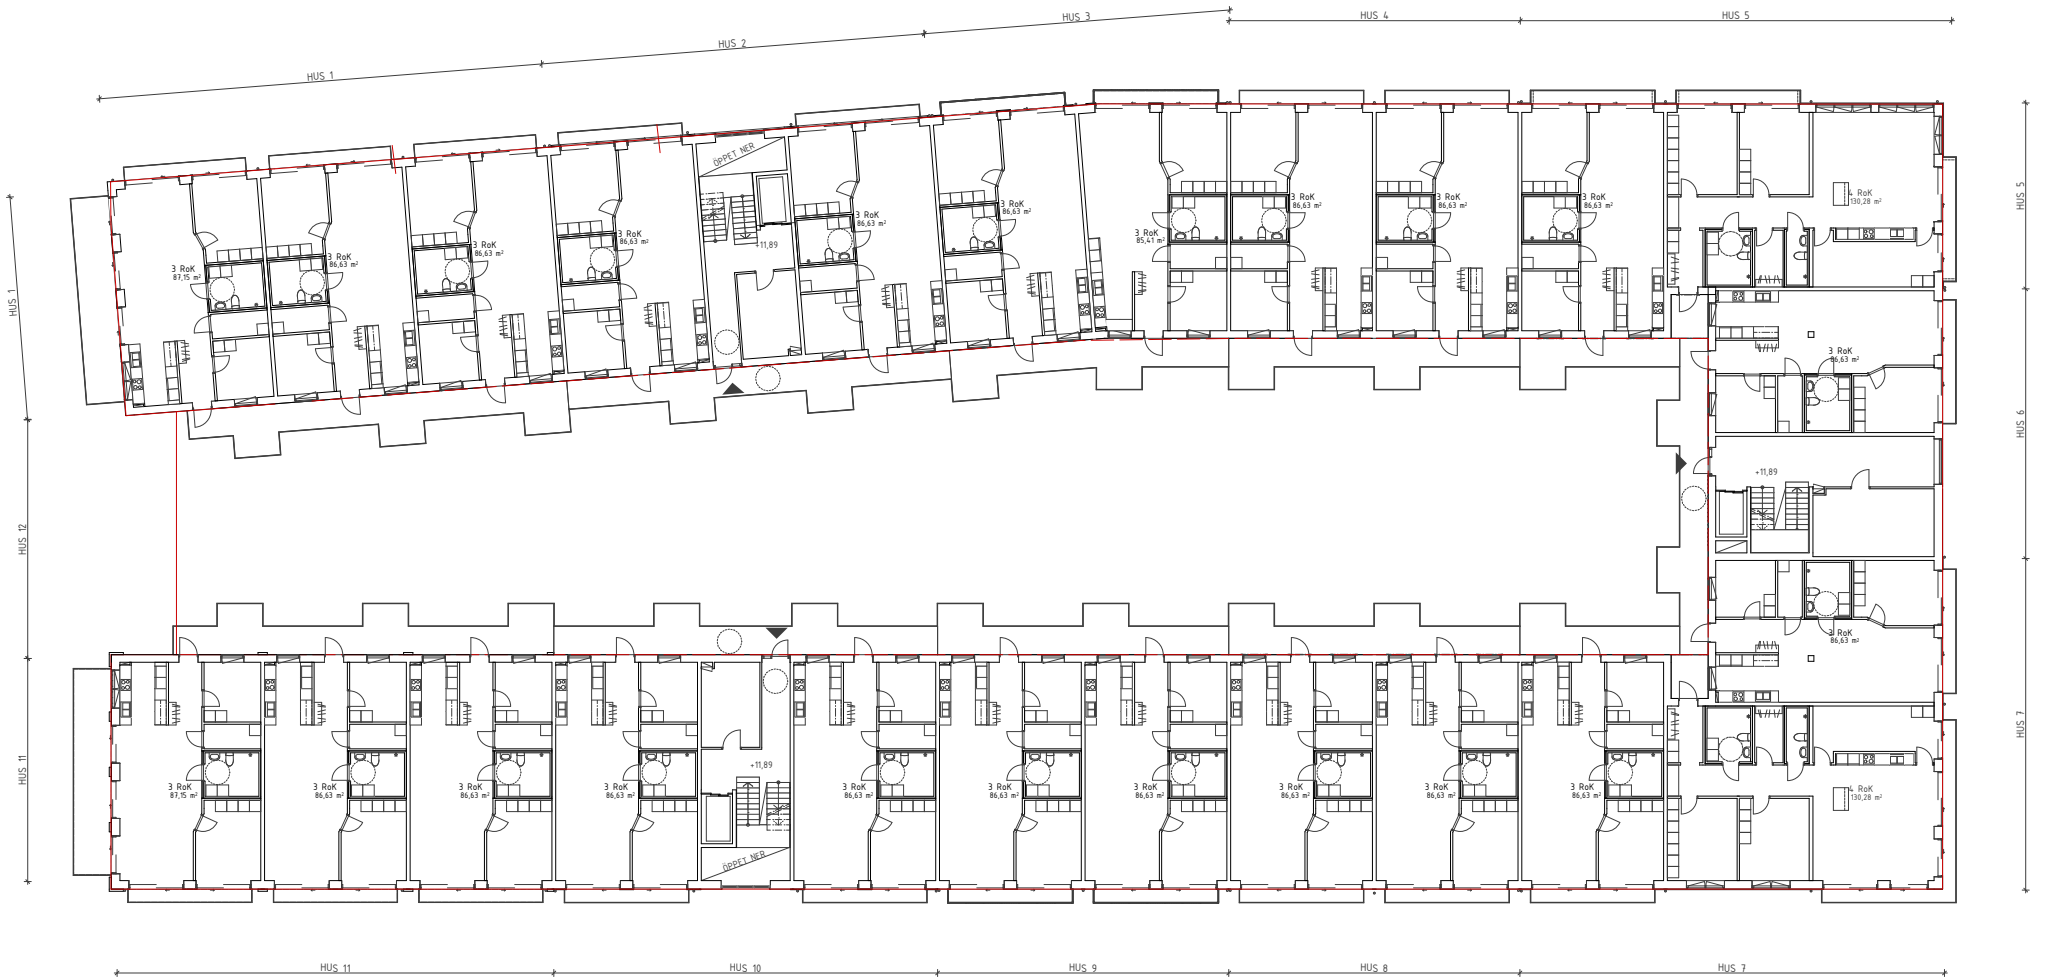 HUS 3
HUS 4
HUS 5
HUS 2
HUS 1
HUS 1
HUS 12
HUS 11
HUS 5
HUS 6
HUS 7
ÖPPET NER
+11,89
3 RoK
87,15 m²
3 RoK
86,63 m²
3 RoK
86,63 m²
3 RoK
86,63 m²
3 RoK
86,63 m²
3 RoK
86,63 m²
3 RoK
85,41 m²
3 RoK
86,63 m²
3 RoK
86,63 m²
3 RoK
86,63 m²
4 RoK
130,28 m²
3 RoK
86,63 m²
+11,89
3 RoK
86,63 m²
+11,89
3 RoK
87,15 m²
3 RoK
86,63 m²
3 RoK
86,63 m²
3 RoK
86,63 m²
3 RoK
86,63 m²
3 RoK
86,63 m²
3 RoK
86,63 m²
3 RoK
86,63 m²
3 RoK
86,63 m²
3 RoK
86,63 m²
4 RoK
130,28 m²
ÖPPET NER
HUS 11
HUS 10
HUS 9
HUS 8
HUS 7